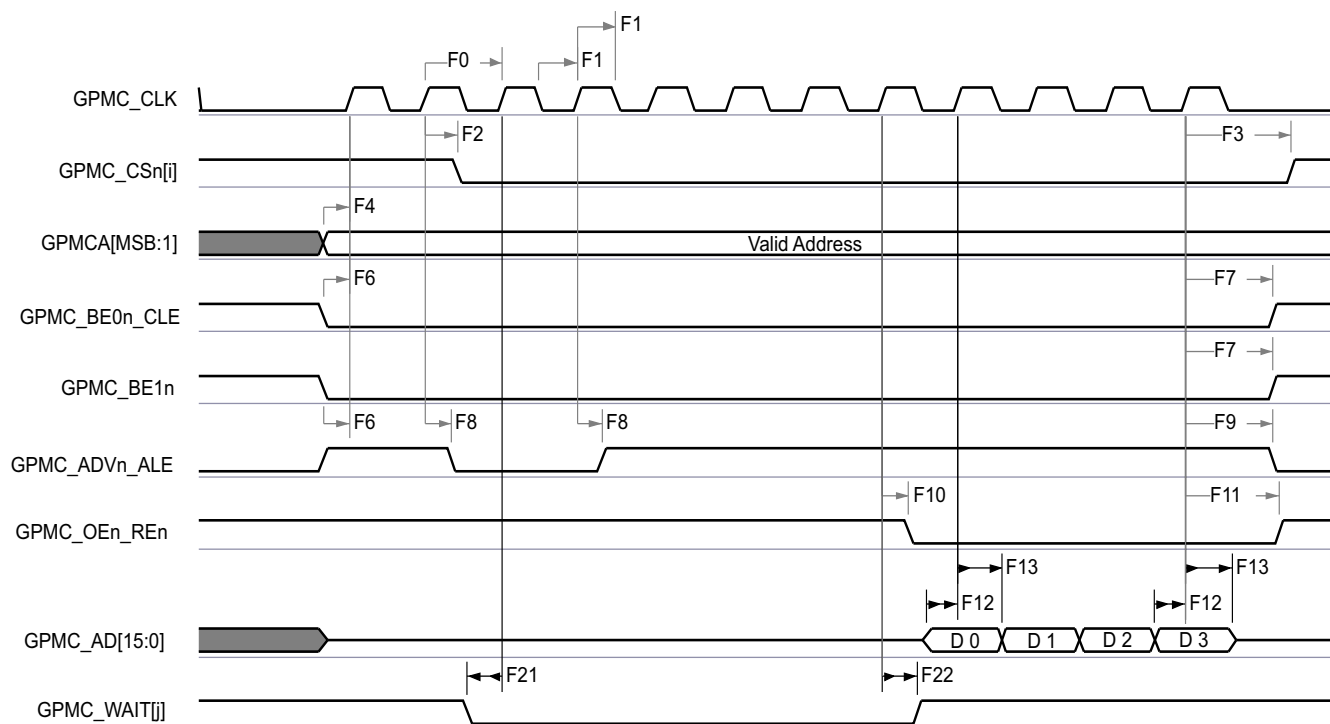 F1
F0 F1
GPMC_CLK
F2 F3
GPMC_CSn[i]
F4
GPMCA[MSB:1] Valid Address
F6 F7
GPMC_BE0n_CLE
F7
GPMC_BE1n
F6 F8 F8 F9
GPMC_ADVn_ALE
F10 F11
GPMC_OEn_REn
F13 F13
F12 F12
GPMC_AD[15:0] D 0 D 1 D 2 D 3
F21 F22
GPMC_WAIT[j]